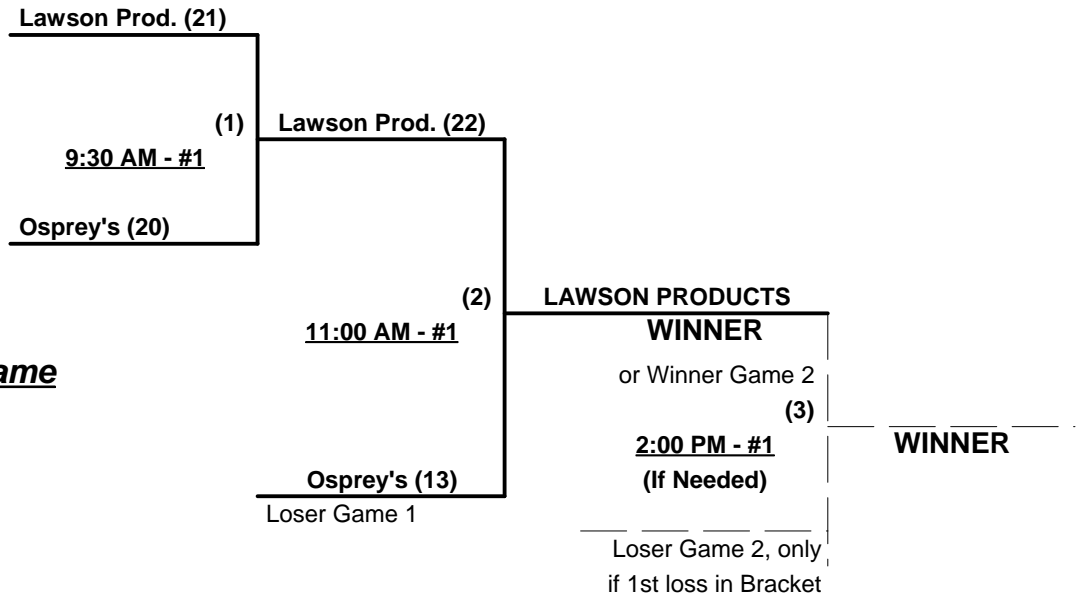 Lawson Prod. (21)
(1)
Lawson Prod. (22)
9:30 AM - #1
Osprey's (20)
(2)
LAWSON PRODUCTS
11:00 AM - #1
WINNER
ame
or Winner Game 2
(3)
2:00 PM - #1
WINNER
(If Needed)
Osprey's (13)
Loser Game 1
Loser Game 2, only
if 1st loss in Bracket